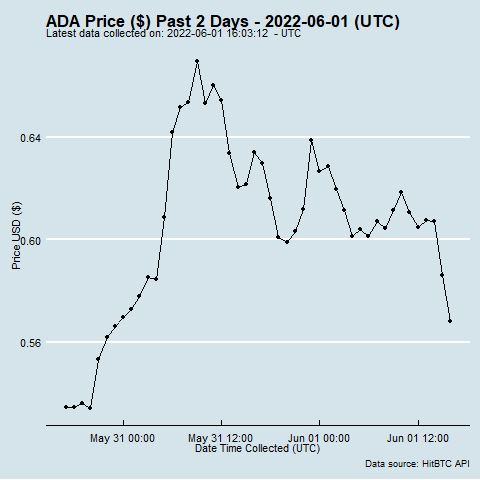 ADA Price ($) Past 2 Days - 2022-06-01 (UTC)
Latest data collected on: 2022-06-01 16:03:12  - UTC
0.64
0.60
0.56
Price USD ($)
May 31 00:00
May 31 12:00
Jun 01 00:00
Jun 01 12:00
Date Time Collected (UTC)
Data source: HitBTC API